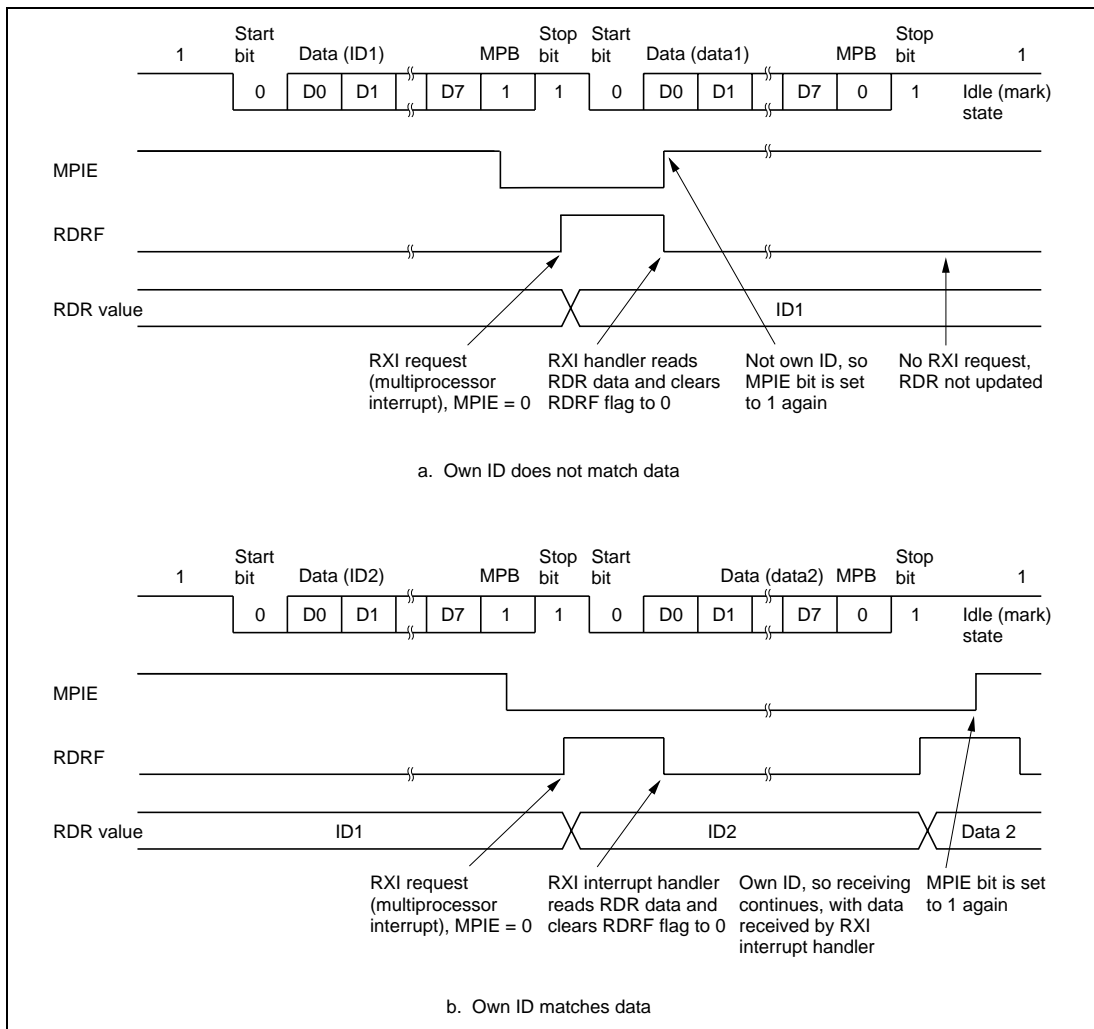 Start bit Data (ID1) MPB Stop bit Start bit Data (data1) MPB Stop bit
1 1
0 D0 D1 D7 1 1 0 D0 D1 D7 0 1 Idle (mark) state
MPIE
RDRF
RDR value ID1
RXI request (multiprocessor interrupt), MPIE = 0
RXI handler reads RDR data and clears RDRF flag to 0
Not own ID, so MPIE bit is set to 1 again
No RXI request, RDR not updated
a. Own ID does not match data
Start bit Data (ID2) MPB Stop bit Start bit Data (data2) MPB Stop bit
1 1
0 D0 D1 D7 1 1 0 D0 D1 D7 0 1 Idle (mark) state
MPIE
RDRF
RDR value ID1 ID2 Data 2
RXI request (multiprocessor interrupt), MPIE = 0
RXI interrupt handler reads RDR data and clears RDRF flag to 0
Own ID, so receiving continues, with data received by RXI interrupt handler
MPIE bit is set to 1 again
b. Own ID matches data